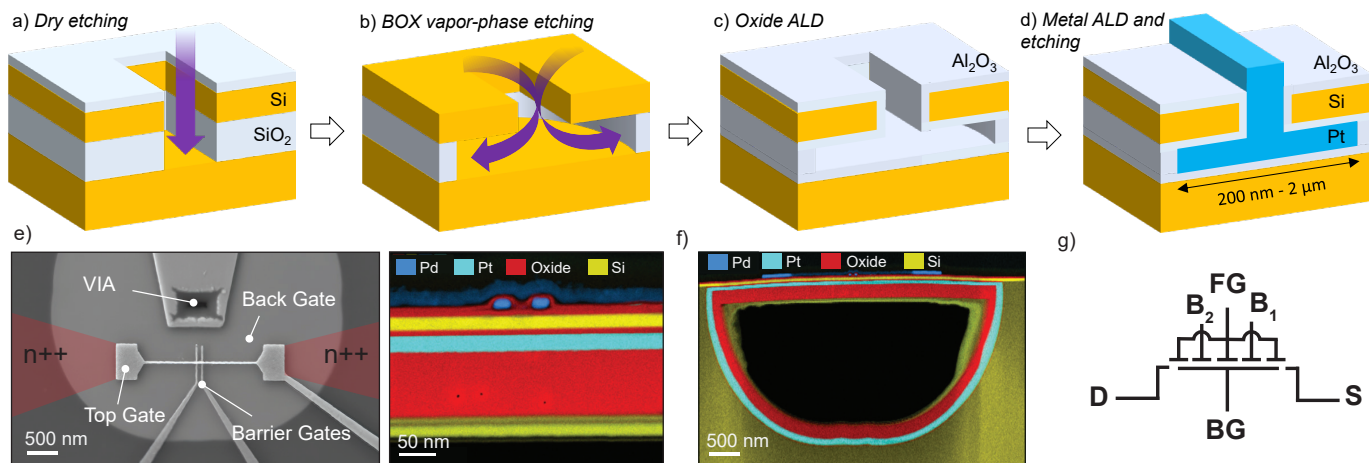 a) Dry etching
b) BOX vapor-phase etching
c) Oxide ALD
d) Metal ALD and
etching
Si
SiO2
Al2O3
Al2O3
Si
Pt
200 nm - 2 μm
e)
VIA
Back Gate
n++
n++
Top Gate
Barrier Gates
500 nm
Pd
Pt
Oxide
Si
50 nm
f)
Pd
Pt
Oxide
Si
500 nm
g)
FG
B2
B1
D
S
BG